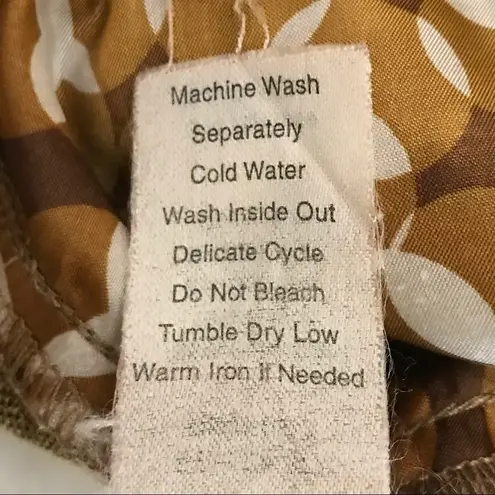 Machine Wash
Separately
Cold Water
Wash Inside Out
Delicate Cycle
Do Not Bleach
Tumble Dry Low
Warm Iron if Needed